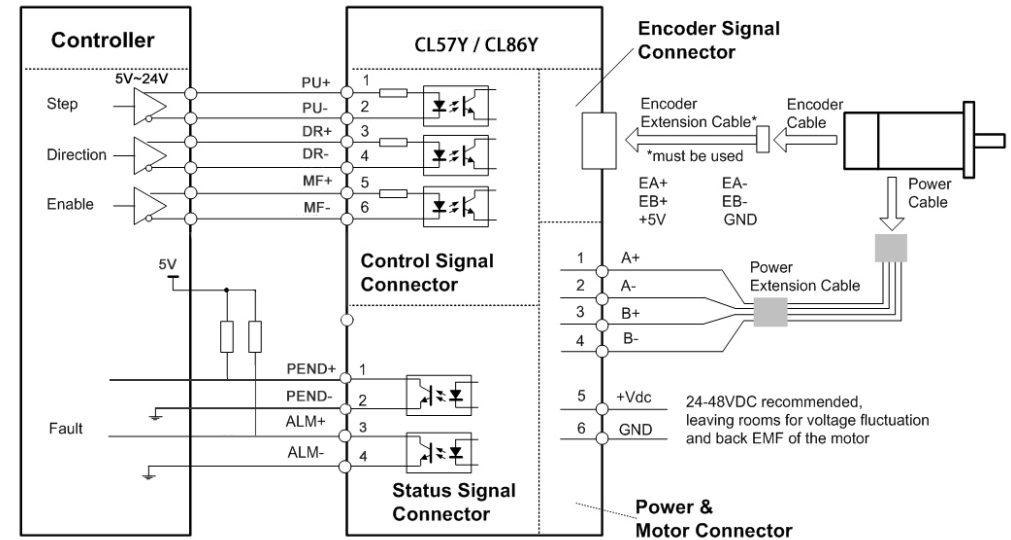 Controller
CL57Y / CL86Y
Encoder Signal
Connector
5V~24V
Step
PU+
1
PU-
2
Direction
DR+
3
DR-
4
Enable
MF+
5
MF-
6
Encoder
Extension Cable*
*must be used
Encoder
Cable
EA+ EA-
EB+ EB-
+5V GND
Power
Cable
Control Signal
Connector
5V
1 A+
2 A-
3 B+
4 B-
Power
Extension Cable
PEND+ 1
PEND- 2
Fault
ALM+ 3
ALM- 4
5 +Vdc
6 GND
24-48VDC recommended,
leaving rooms for voltage fluctuation
and back EMF of the motor
Status Signal
Connector
Power &
Motor Connector